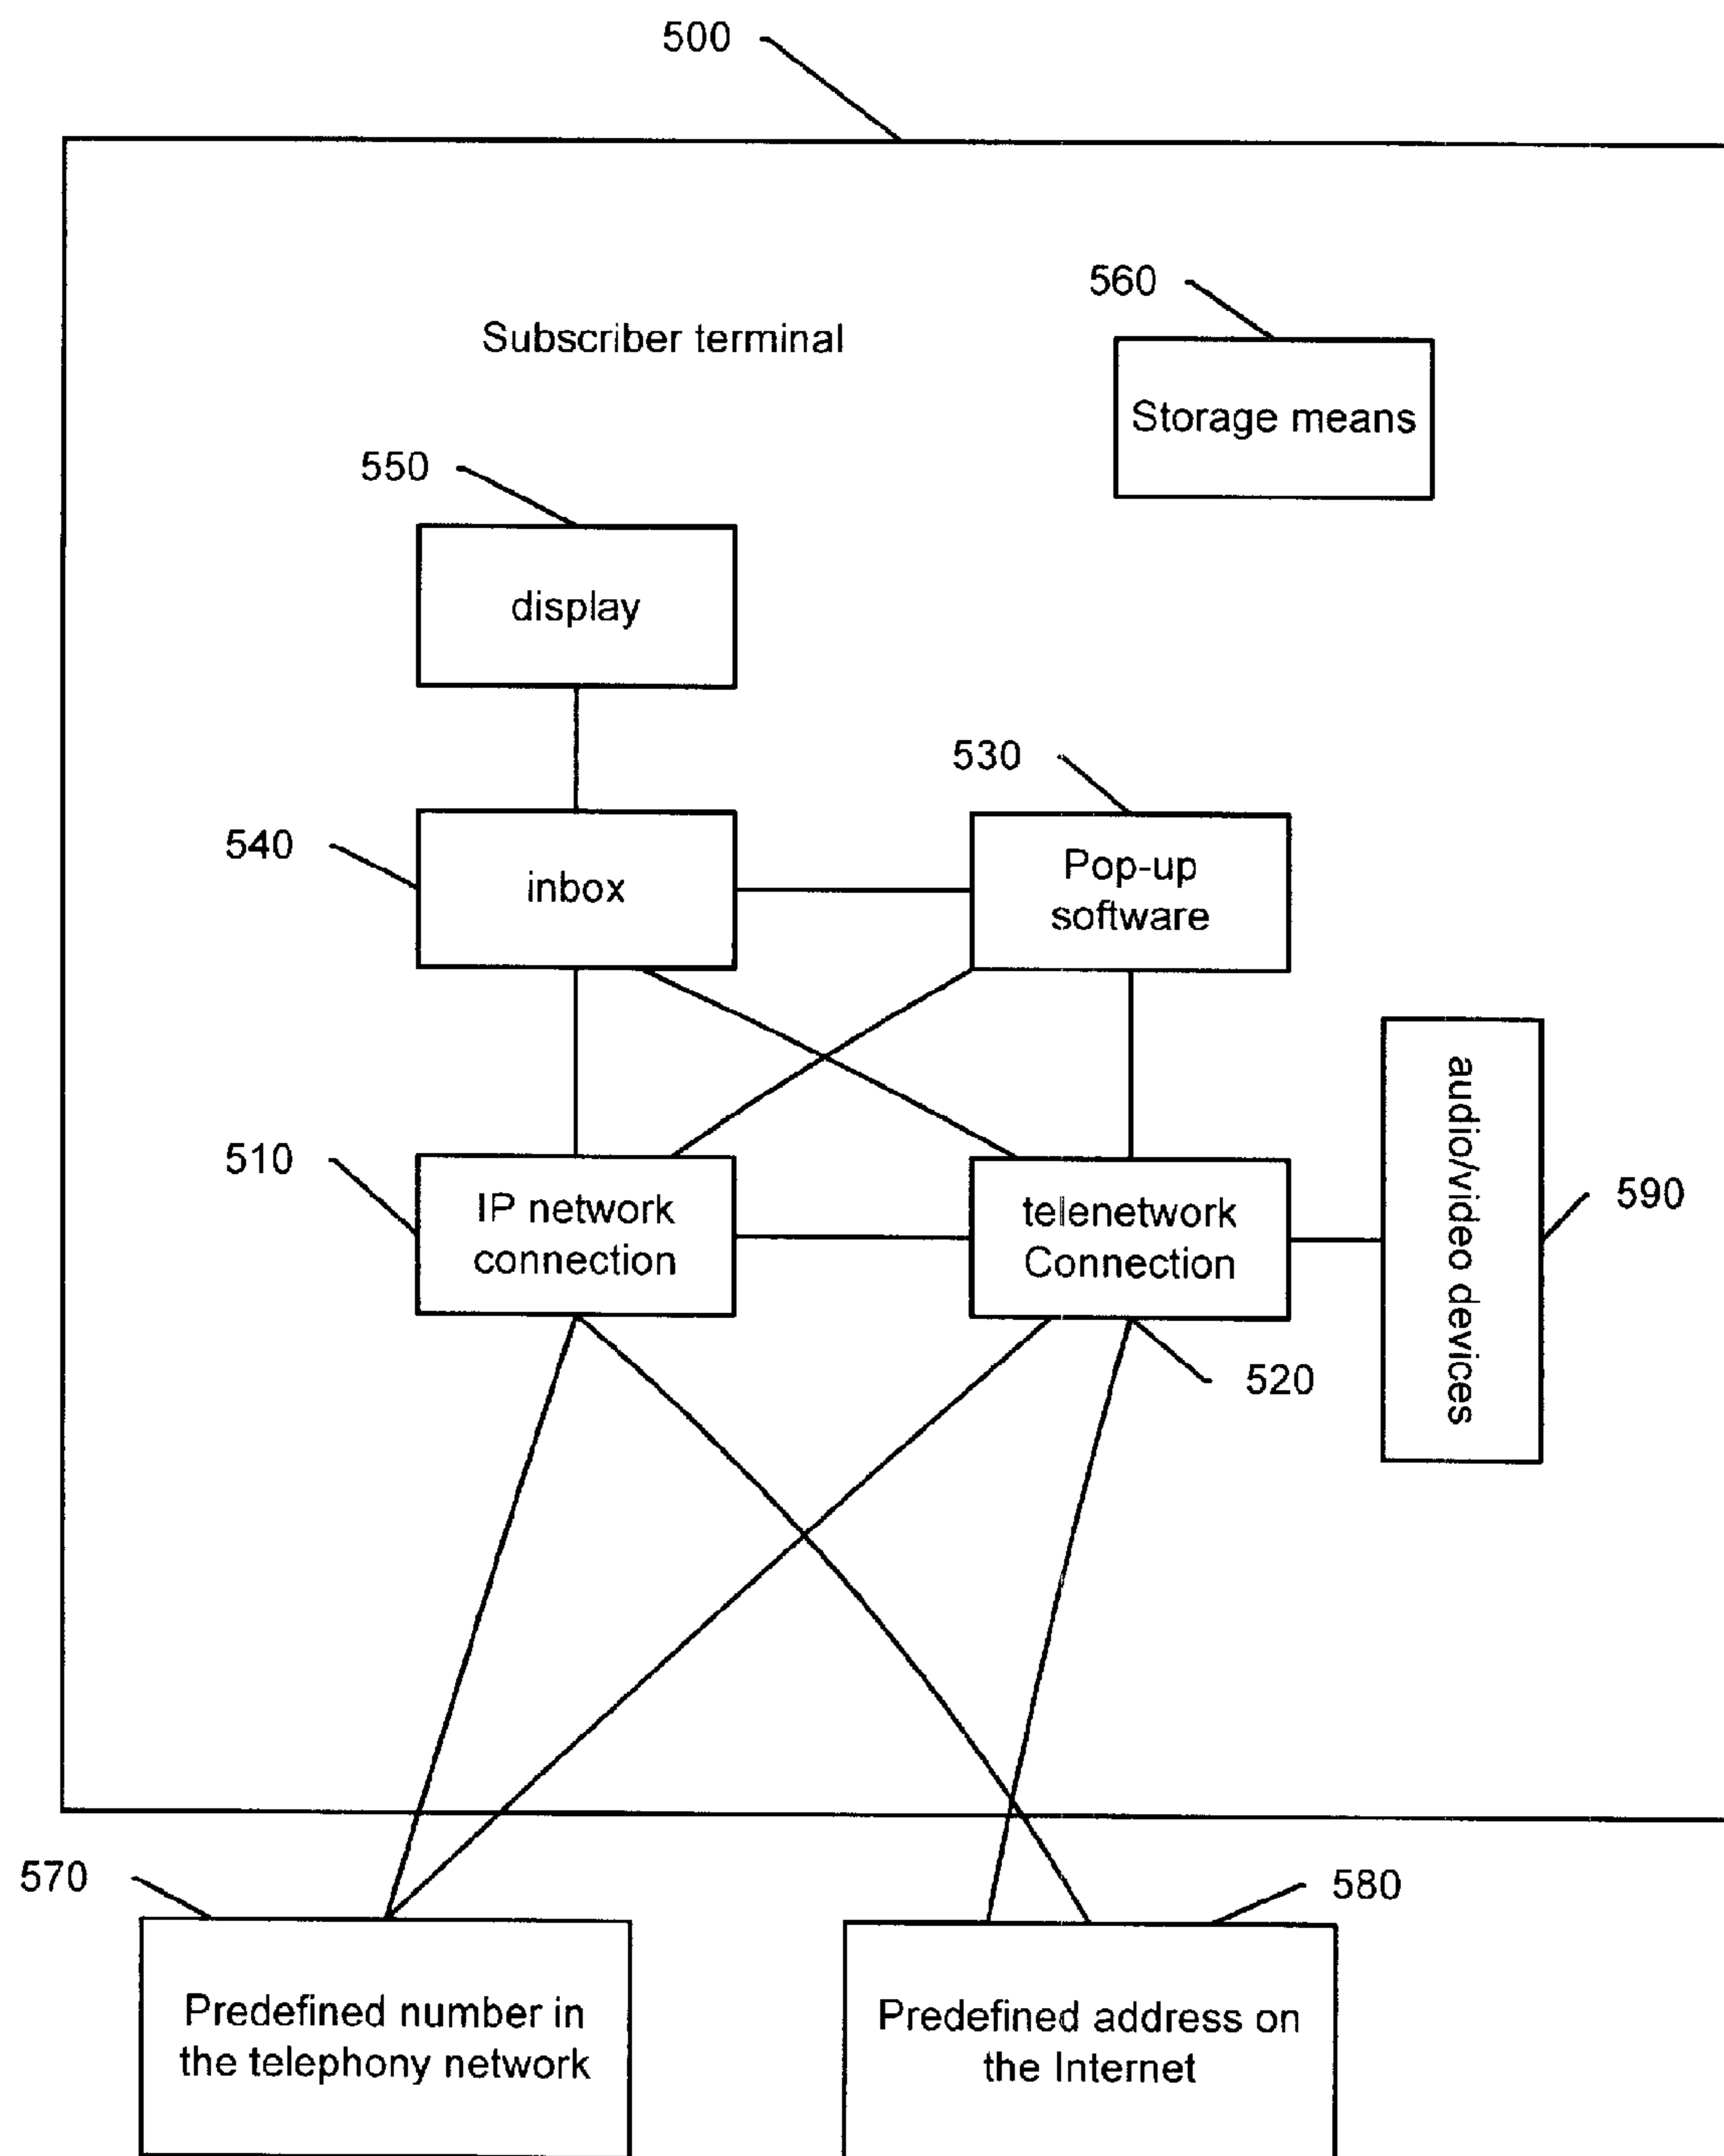 500
560
Subscriber terminal
Storage means
550
display
530
540
inbox
Pop-up
software
510
IP network
connection
telenetwork
Connection
audio/video devices
590
520
570
580
Predefined number in
the telephony network
Predefined address on
the Internet